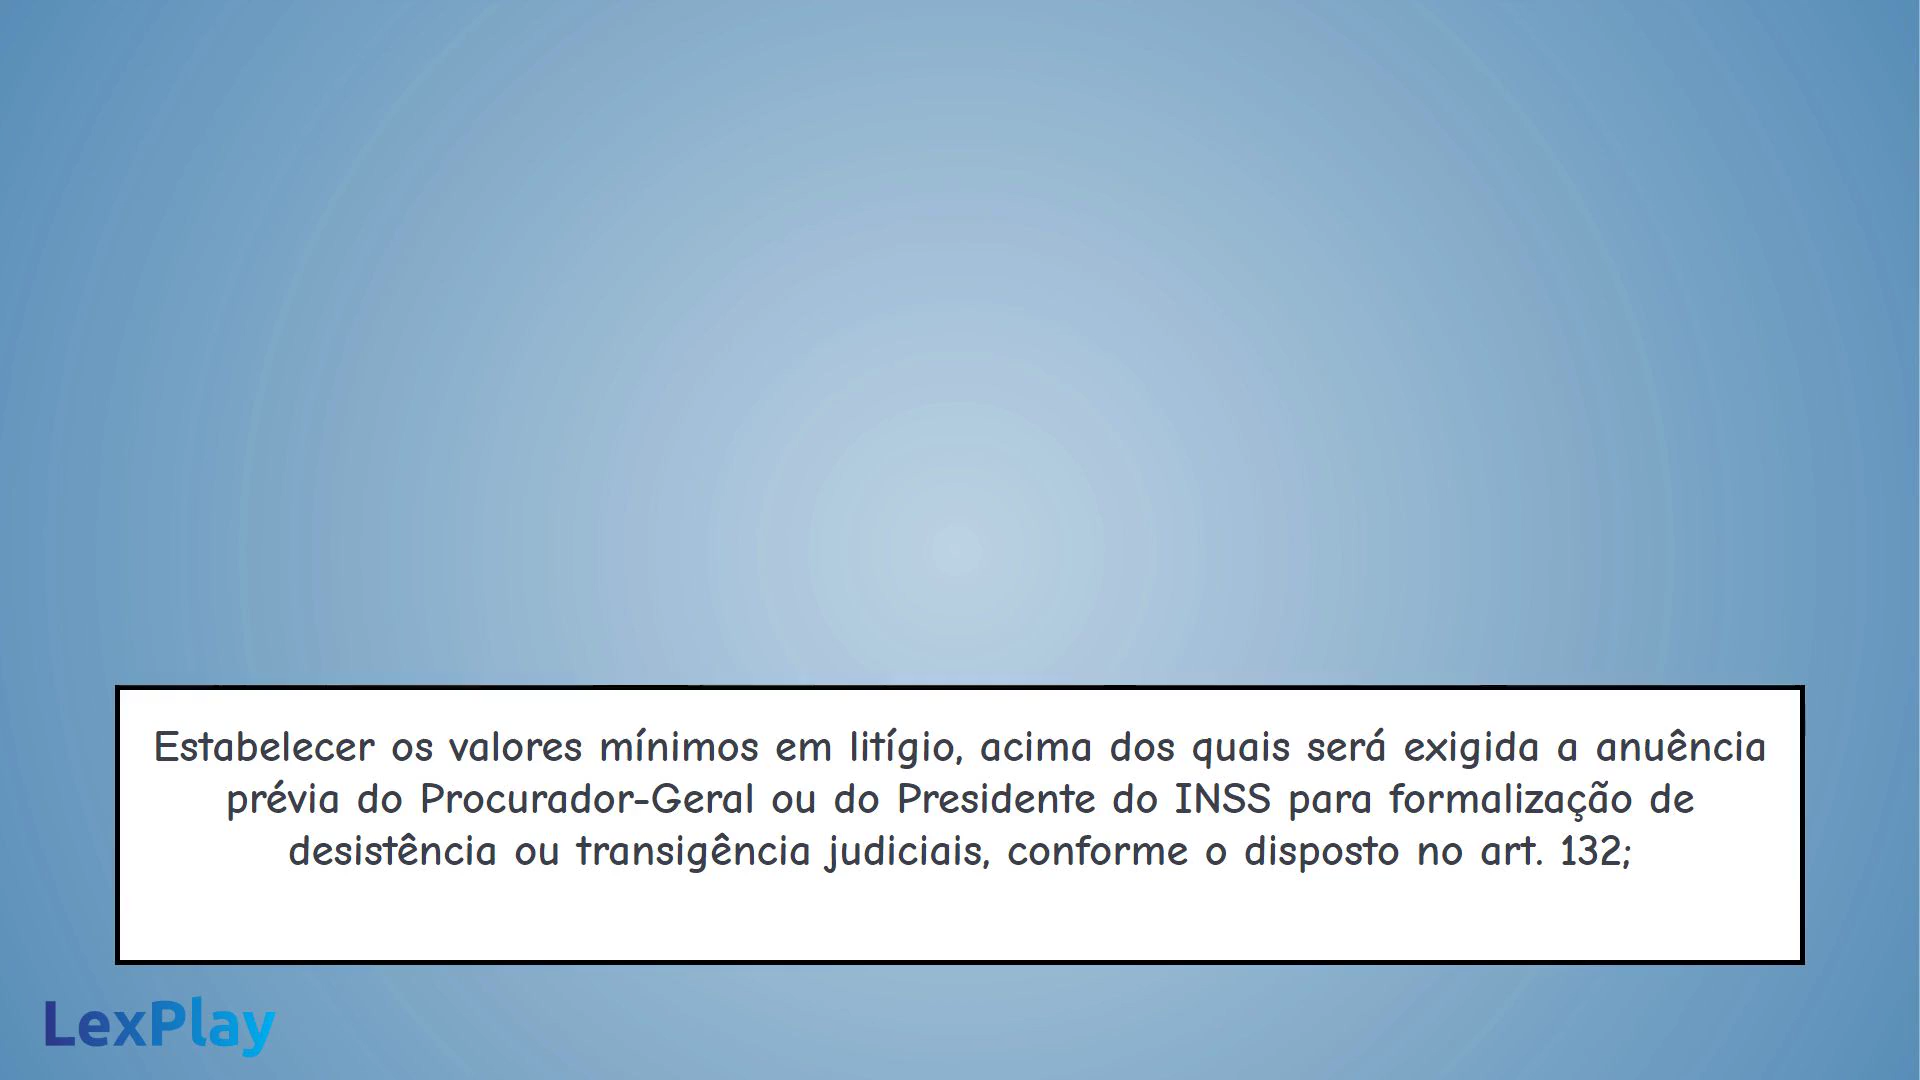 Estabelecer os valores mínimos em litígio, acima dos quais será exigida a anuência
prévia do Procurador-Geral ou do Presidente do INSS para formalização de
desistência ou transigência judiciais, conforme o disposto no art. 132;
LexPlay